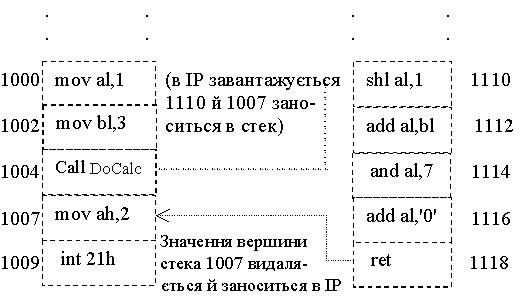 1000 mov al,1 (в IP завантажується shl al,1 1110
1110 й 1007 зано-
1002 mov bl,3 ситься в стек) add al,bl 1112
1004 Call DoCalc and al,7 1114
1007 mov ah,2 add al,'0' 1116
Значення вершини
1009 int 21h стека 1007 видаля- ret 1118
ється й заноситься в IP